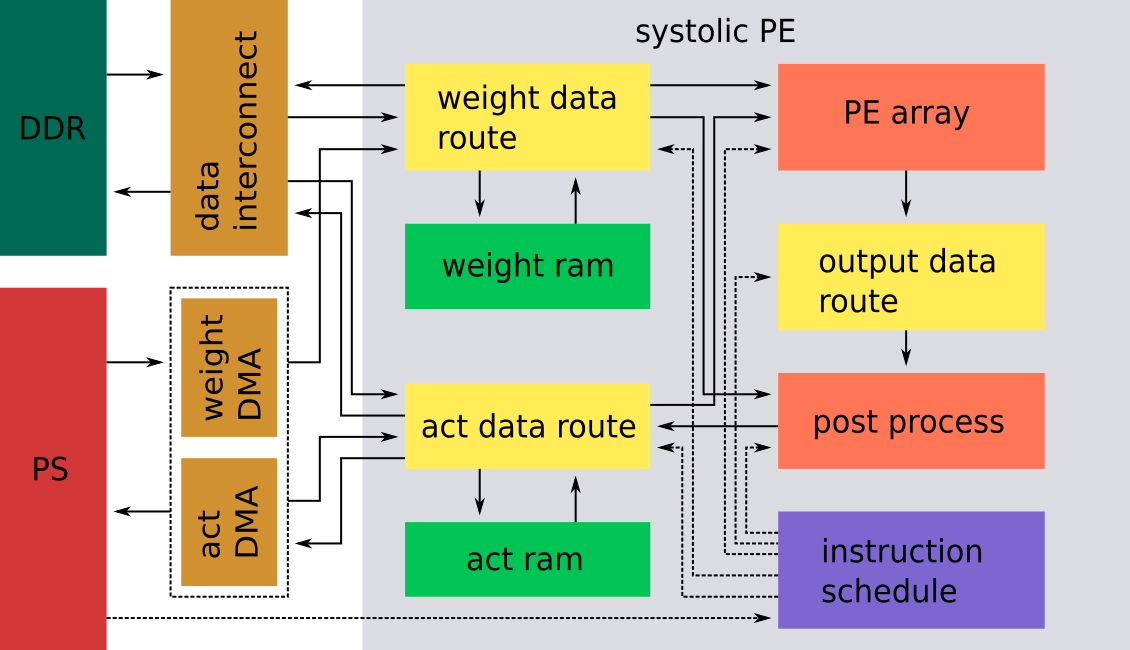 systolic PE
DDR
data
interconnect
weight data
route
PE array
weight ram
output data
route
weight
DMA
act data route
post process
PS
act
DMA
act ram
instruction
schedule